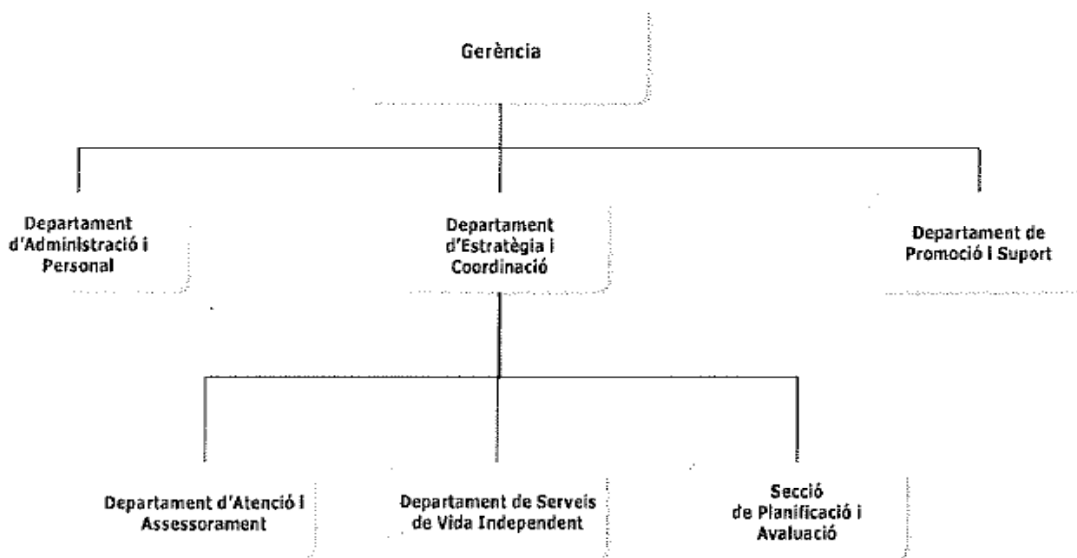 Gerència
Departament
d'Administració i
Personal
Departament
d'Estratègia i
Coordinació
Departament de
Promoció i Suport
Departament d'Atenció i
Assessorament
Departament de Serveis
de Vida Independent
Secció
de Planificació i
Avaluació